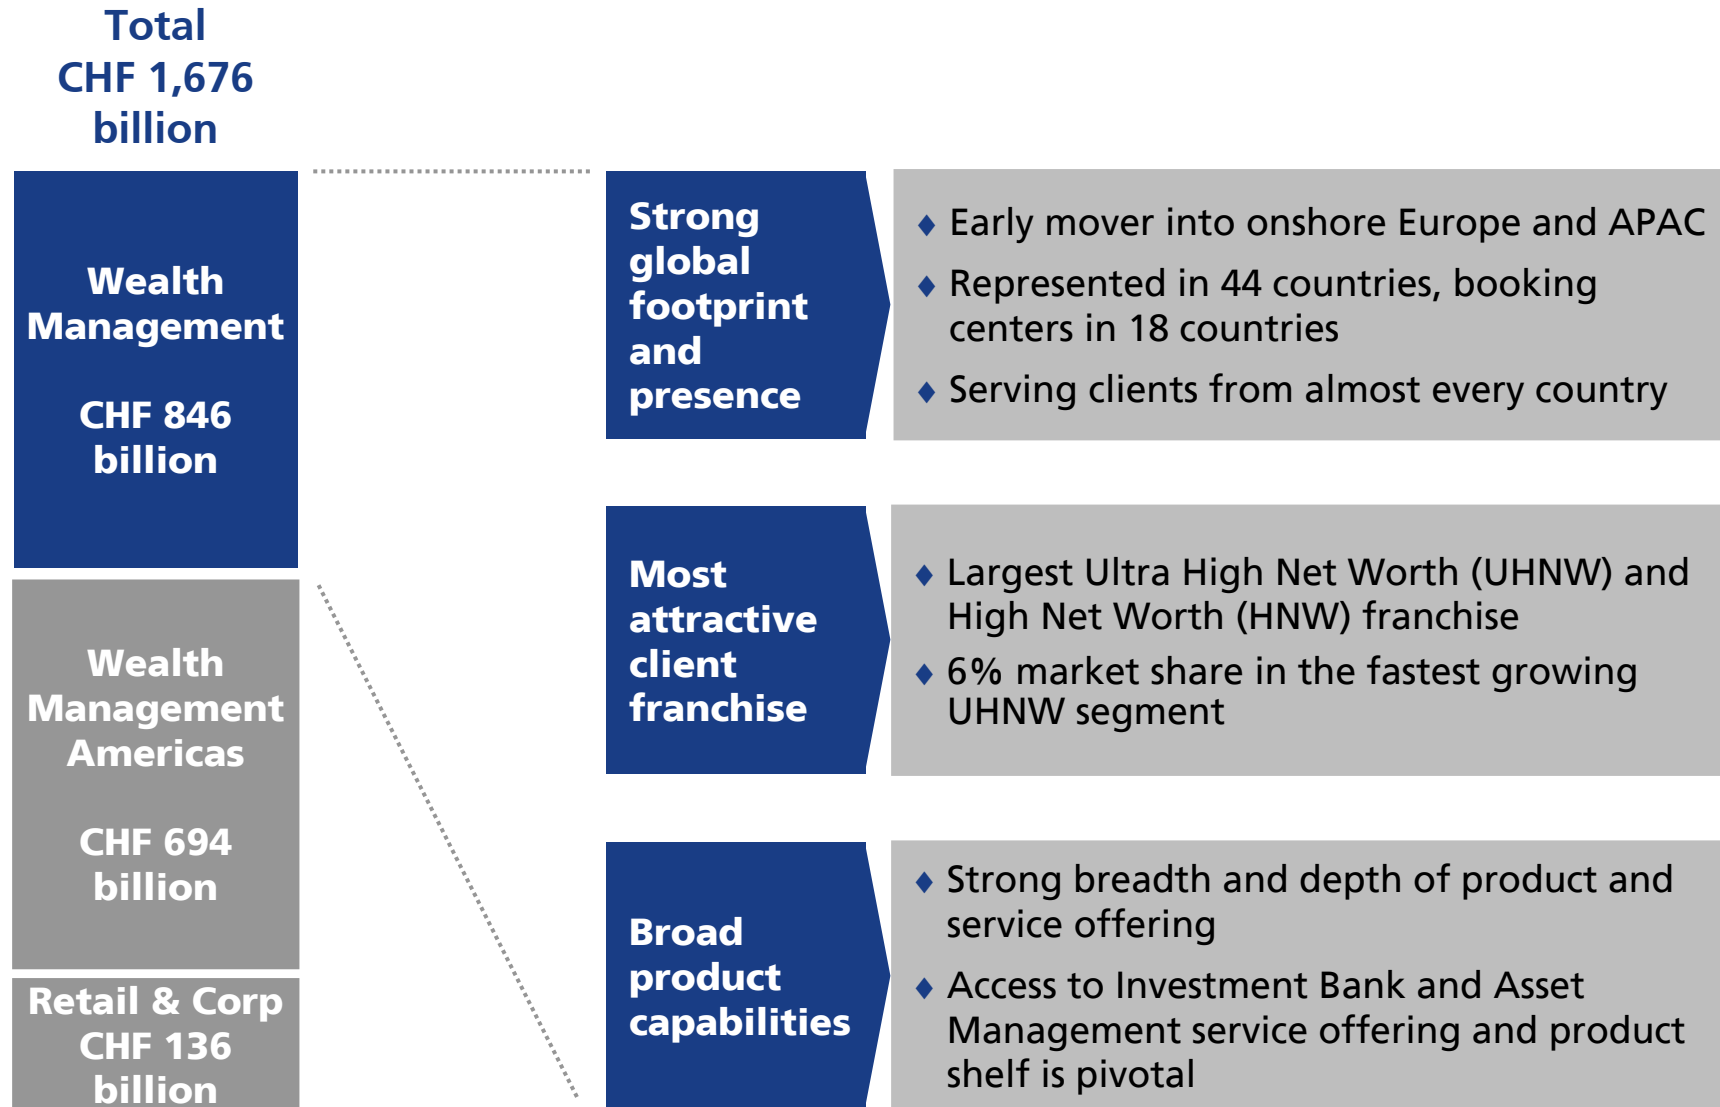 Total
CHF 1,676
billion
Wealth
Management
CHF 846
billion
Wealth
Management
Americas
CHF 694
billion
Retail & Corp
CHF 136
billion
Strong
global
footprint
and
presence
♦ Early mover into onshore Europe and APAC
♦ Represented in 44 countries, booking
centers in 18 countries
♦ Serving clients from almost every country
Most
attractive
client
franchise
♦ Largest Ultra High Net Worth (UHNW) and
High Net Worth (HNW) franchise
♦ 6% market share in the fastest growing
UHNW segment
Broad
product
capabilities
♦ Strong breadth and depth of product and
service offering
♦ Access to Investment Bank and Asset
Management service offering and product
shelf is pivotal